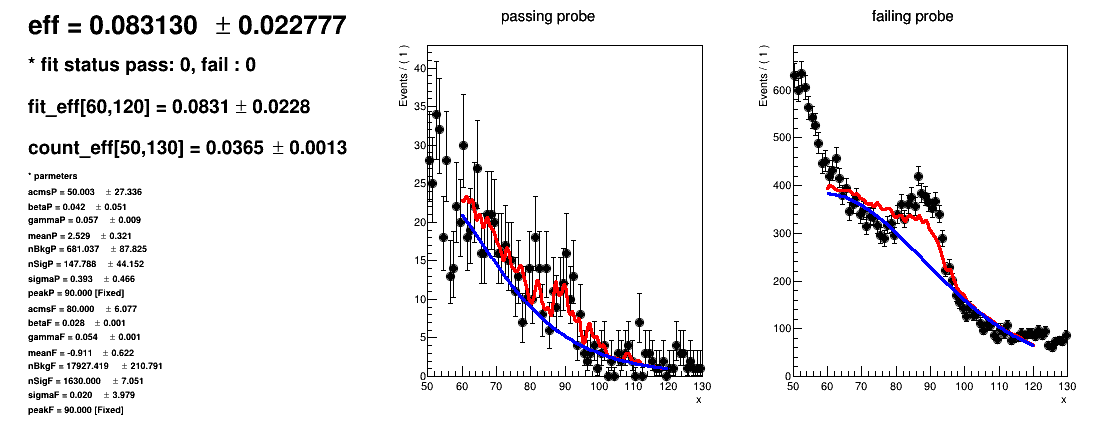 eff = 0.083130 ± 0.022777
* fit status pass: 0, fail : 0
fit_eff[60,120] = 0.0831 ± 0.0228
count_eff[50,130] = 0.0365 ± 0.0013
* parmeters
acmsP = 50.003 ± 27.336
betaP = 0.042 ± 0.051
gammaP = 0.057 ± 0.009
meanP = 2.529 ± 0.321
nBkgP = 681.037 ± 87.825
nSigP = 147.788 ± 44.152
sigmaP = 0.393 ± 0.466
peakP = 90.000 [Fixed]
acmsF = 80.000 ± 6.077
betaF = 0.028 ± 0.001
gammaF = 0.054 ± 0.001
meanF = -0.911 ± 0.622
nBkgF = 17927.419 ± 210.791
nSigF = 1630.000 ± 7.051
sigmaF = 0.020 ± 3.979
peakF = 90.000 [Fixed]
passing probe
Events / ( 1 )
40
35
30
25
20
15
10
5
0
50 60 70 80 90 100 110 120 130
x
failing probe
Events / ( 1 )
600
500
400
300
200
100
0
50 60 70 80 90 100 110 120 130
x